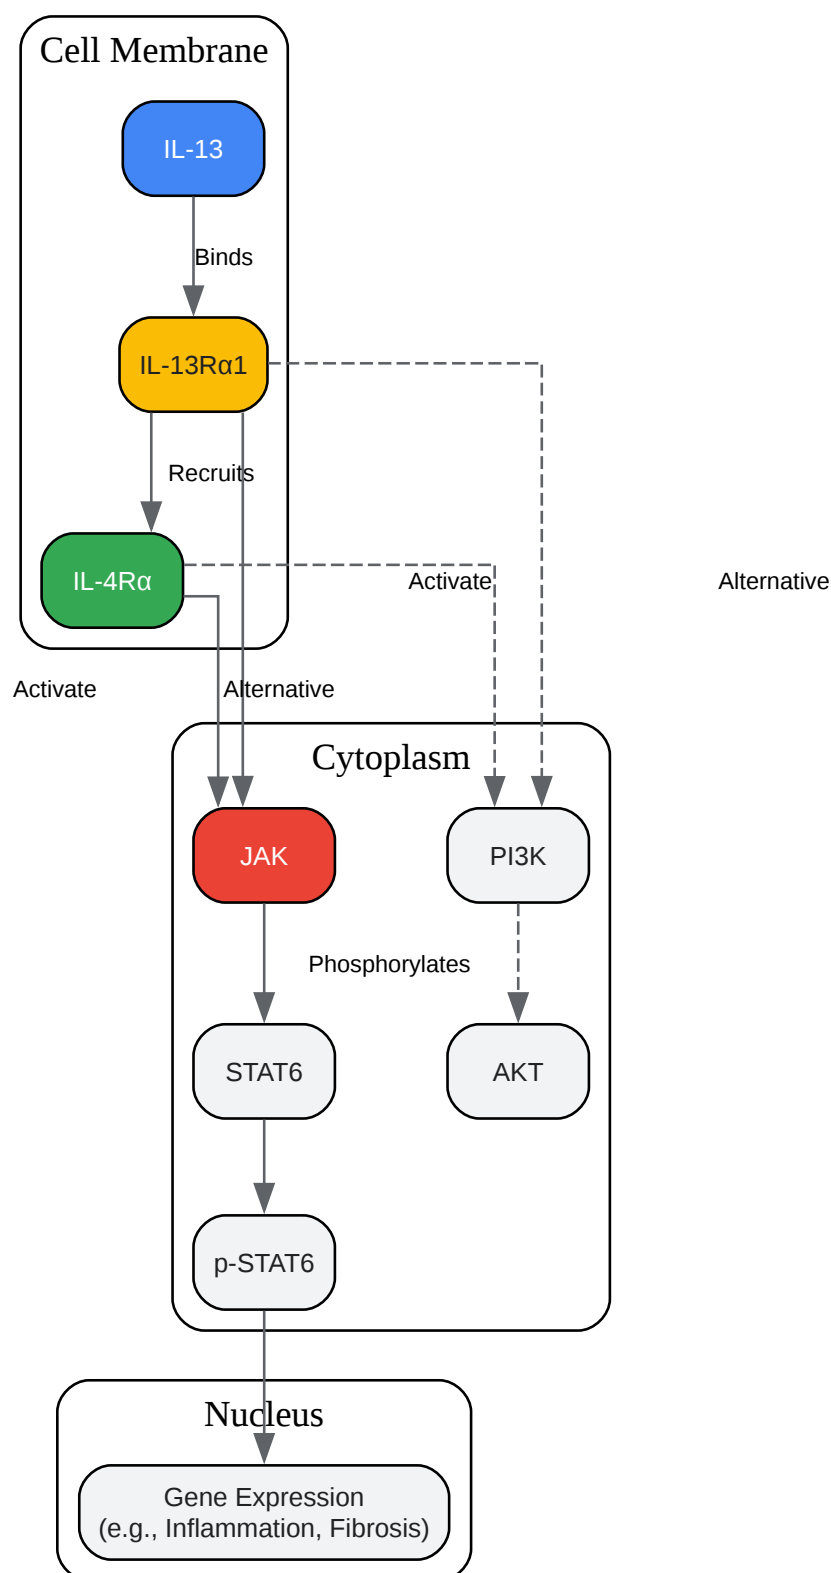 Cell Membrane
IL-13
Binds
IL-13Rα1
Recruits
IL-4Rα
Activate
Alternative
Activate
Alternative
Cytoplasm
JAK
PI3K
Phosphorylates
STAT6
AKT
p-STAT6
Nucleus
Gene Expression
(e.g., Inflammation, Fibrosis)